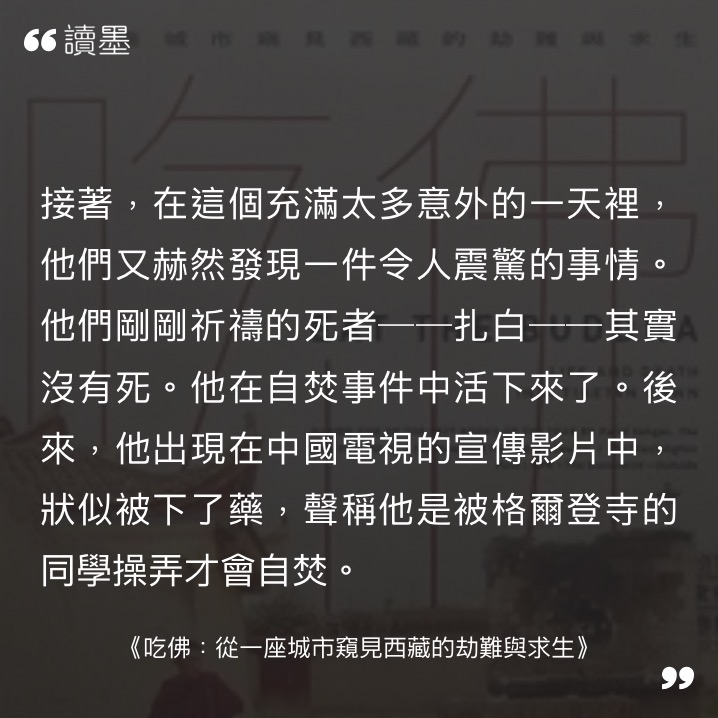 讀墨
城市窺見西藏的劫難與求生
吃佛
接著，在這個充滿太多意外的一天裡，
他們又赫然發現一件令人震驚的事情。
他們剛剛祈禱的死者——扎白——其實
沒有死。他在自焚事件中活下來了。後
來，他出現在中國電視的宣傳影片中，
狀似被下了藥，聲稱他是被格爾登寺的
同學操弄才會自焚。
《吃佛：從一座城市窺見西藏的劫難與求生》